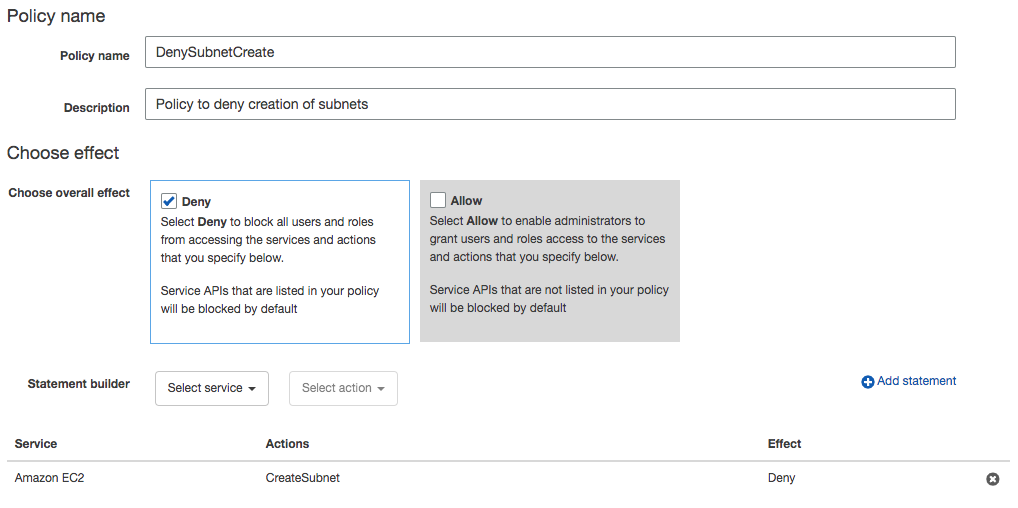 Policy name
Policy name
DenySubnetCreate
Description
Policy to deny creation of subnets
Choose effect
Choose overall effect
Deny
Select Deny to block all users and roles
from accessing the services and actions
that you specify below.
Service APIs that are listed in your policy
will be blocked by default
Allow
Select Allow to enable administrators to
grant users and roles access to the services
and actions that you specify below.
Service APIs that are not listed in your policy
will be blocked by default
Statement builder
Select service
Select action
Add statement
Service Actions Effect
Amazon EC2 CreateSubnet Deny